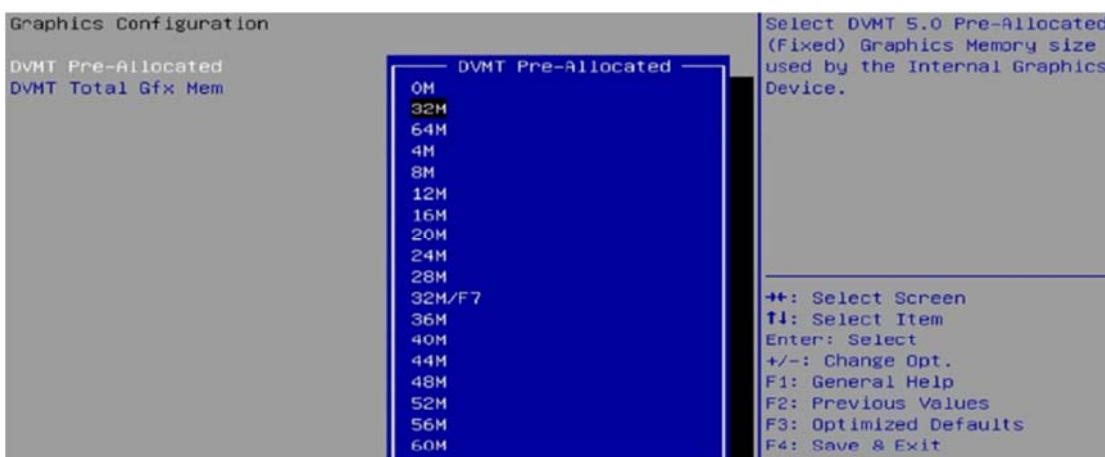 Graphics Configuration
DVMT Pre-Allocated
DVMT Total Gfx Mem
DVMT Pre-Allocated
0M
32M
64M
4M
8M
12M
16M
20M
24M
28M
32M/F7
36M
40M
44M
48M
52M
56M
60M
Select DVMT 5.0 Pre-Allocated
(Fixed) Graphics Memory size
used by the Internal Graphics
Device.
→←: Select Screen
↑↓: Select Item
Enter: Select
+/-: Change Opt.
F1: General Help
F2: Previous Values
F3: Optimized Defaults
F4: Save & Exit